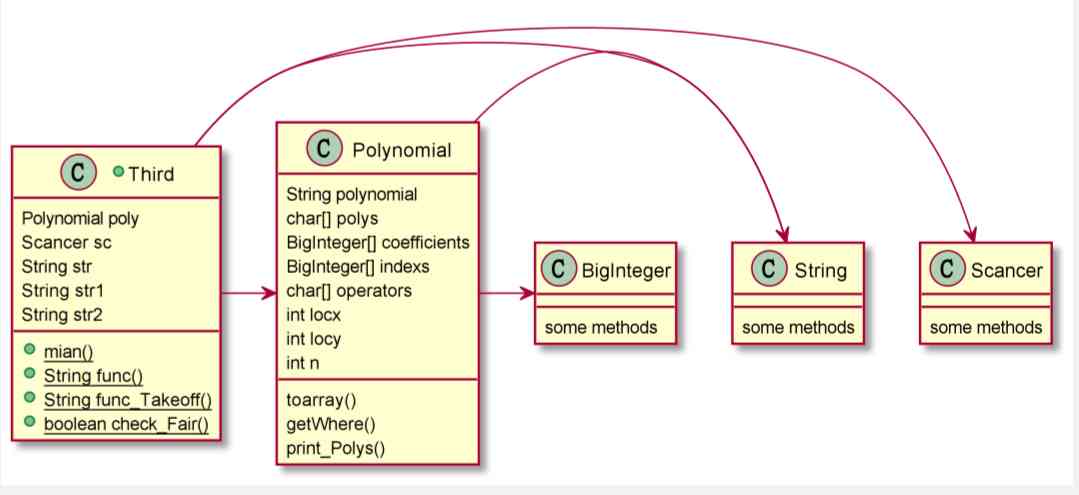 C Third
Polynomial poly
Scancer sc
String str
String str1
String str2
mian()
String func()
String func_Takeoff()
boolean check_Fair()
C Polynomial
String polynomial
char[] polys
BigInteger[] coefficients
BigInteger[] indexs
char[] operators
int locx
int locy
int n
toarray()
getWhere()
print_Polys()
C BigInteger
some methods
C String
some methods
C Scancer
some methods